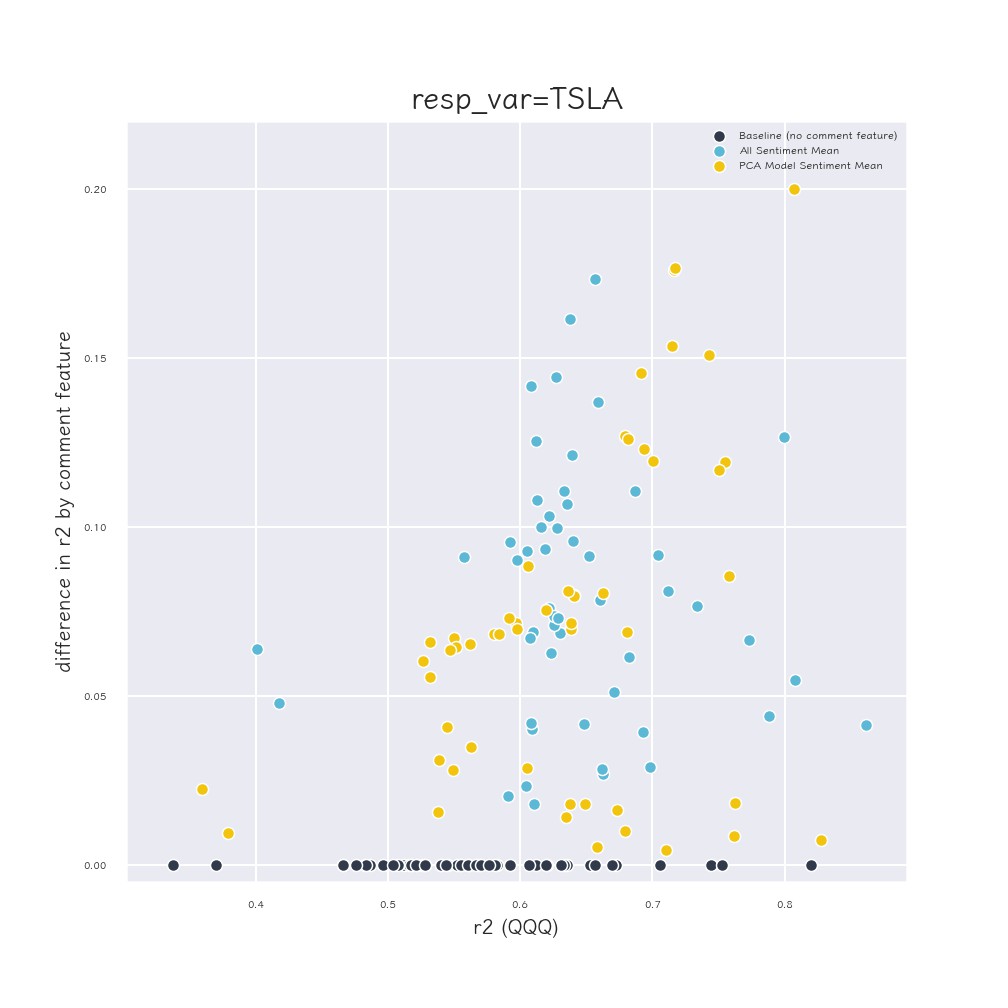 resp_var=TSLA
Baseline (no comment feature)
All Sentiment Mean
PCA Model Sentiment Mean
difference in r2 by comment feature
0.20
0.15
0.10
0.05
0.00
0.4 0.5 0.6 0.7 0.8
r2 (QQQ)